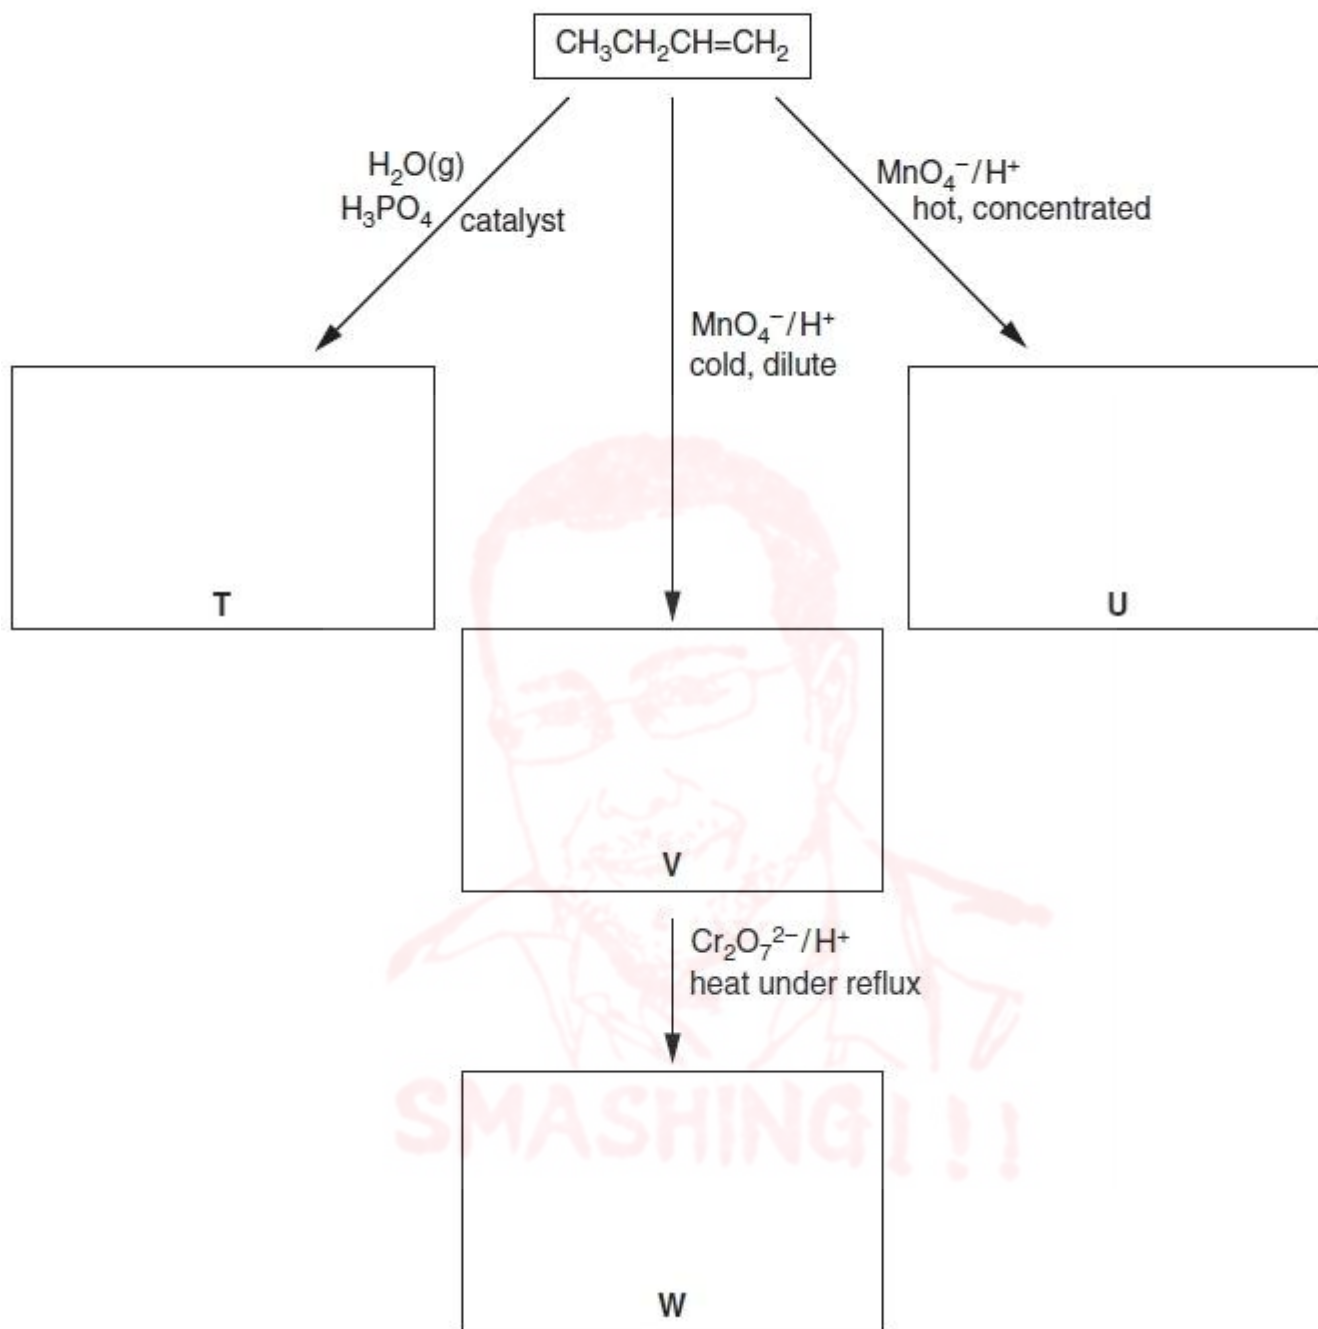 CH₃CH₂CH=CH₂
H₂O(g)
H₃PO₄ catalyst
MnO₄⁻/H⁺
hot, concentrated
MnO₄⁻/H⁺
cold, dilute
T
U
V
Cr₂O₇²⁻/H⁺
heat under reflux
SMASHING!!!
W